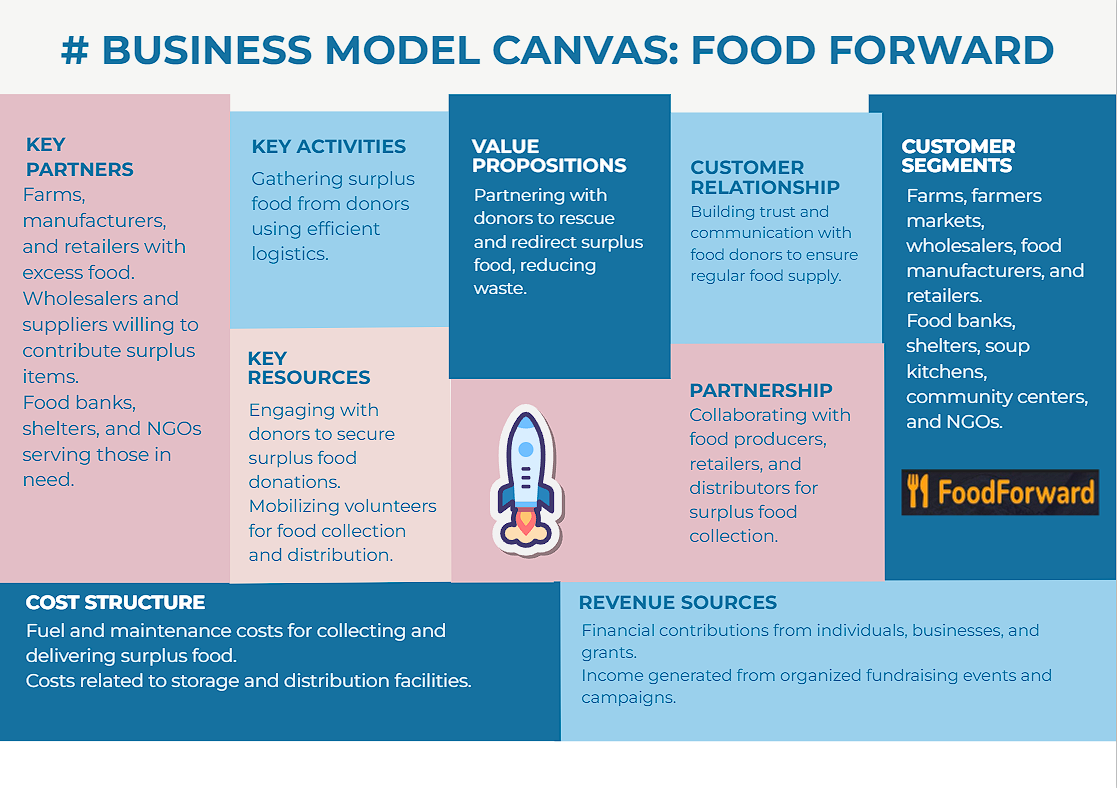 # BUSINESS MODEL CANVAS: FOOD FORWARD
KEY
PARTNERS
Farms,
manufacturers,
and retailers with
excess food.
Wholesalers and
suppliers willing to
contribute surplus
items.
Food banks,
shelters, and NGOs
serving those in
need.
KEY ACTIVITIES
Gathering surplus
food from donors
using efficient
logistics.
KEY
RESOURCES
Engaging with
donors to secure
surplus food
donations.
Mobilizing volunteers
for food collection
and distribution.
VALUE
PROPOSITIONS
Partnering with
donors to rescue
and redirect surplus
food, reducing
waste.
CUSTOMER
RELATIONSHIP
Building trust and
communication with
food donors to ensure
regular food supply.
PARTNERSHIP
Collaborating with
food producers,
retailers, and
distributors for
surplus food
collection.
CUSTOMER
SEGMENTS
Farms, farmers
markets,
wholesalers, food
manufacturers, and
retailers.
Food banks,
shelters, soup
kitchens,
community centers,
and NGOs.
FoodForward
COST STRUCTURE
Fuel and maintenance costs for collecting and
delivering surplus food.
Costs related to storage and distribution facilities.
REVENUE SOURCES
Financial contributions from individuals, businesses, and
grants.
Income generated from organized fundraising events and
campaigns.